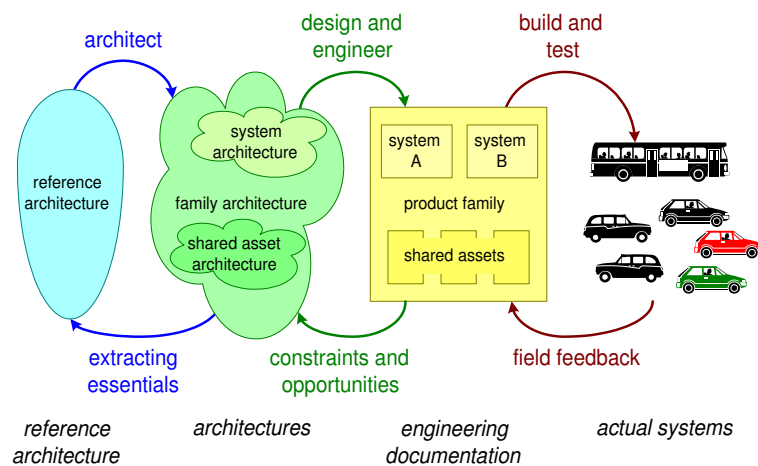 architect
design and
engineer
build and
test
reference
architecture
system
architecture
family architecture
shared asset
architecture
system
A
system
B
product family
shared assets
extracting
essentials
constraints and
opportunities
field feedback
reference
architecture
architectures
engineering
documentation
actual systems